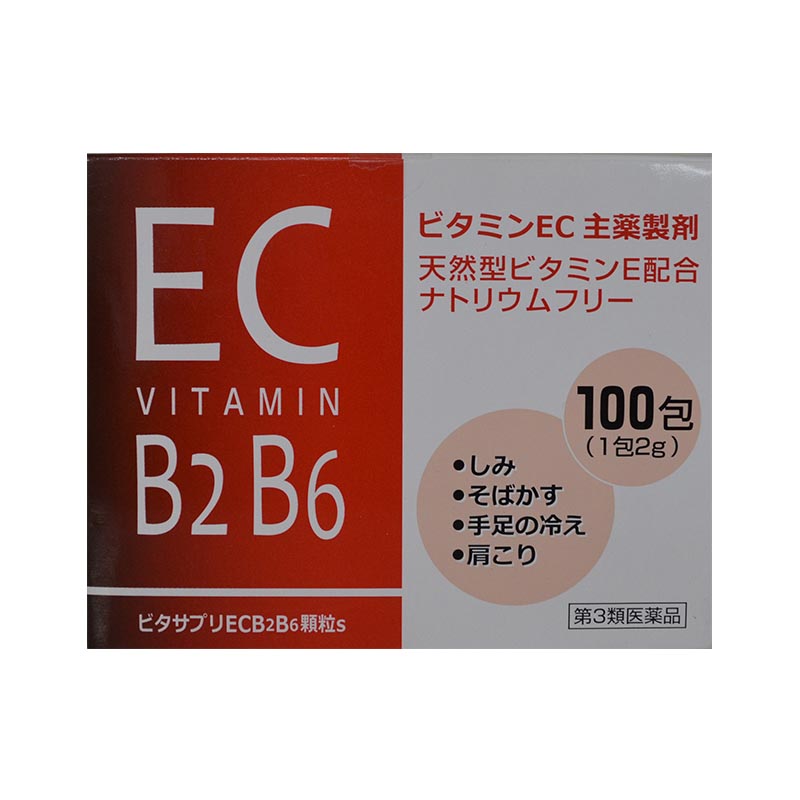 EC
VITAMIN
B2 B6
ビタサプリECB2B6顆粒s
ビタミンEC 主薬製剤
天然型ビタミンE配合
ナトリウムフリー
100包
(1包2g)
•しみ
•そばかす
•手足の冷え
•肩こり
第3類医薬品